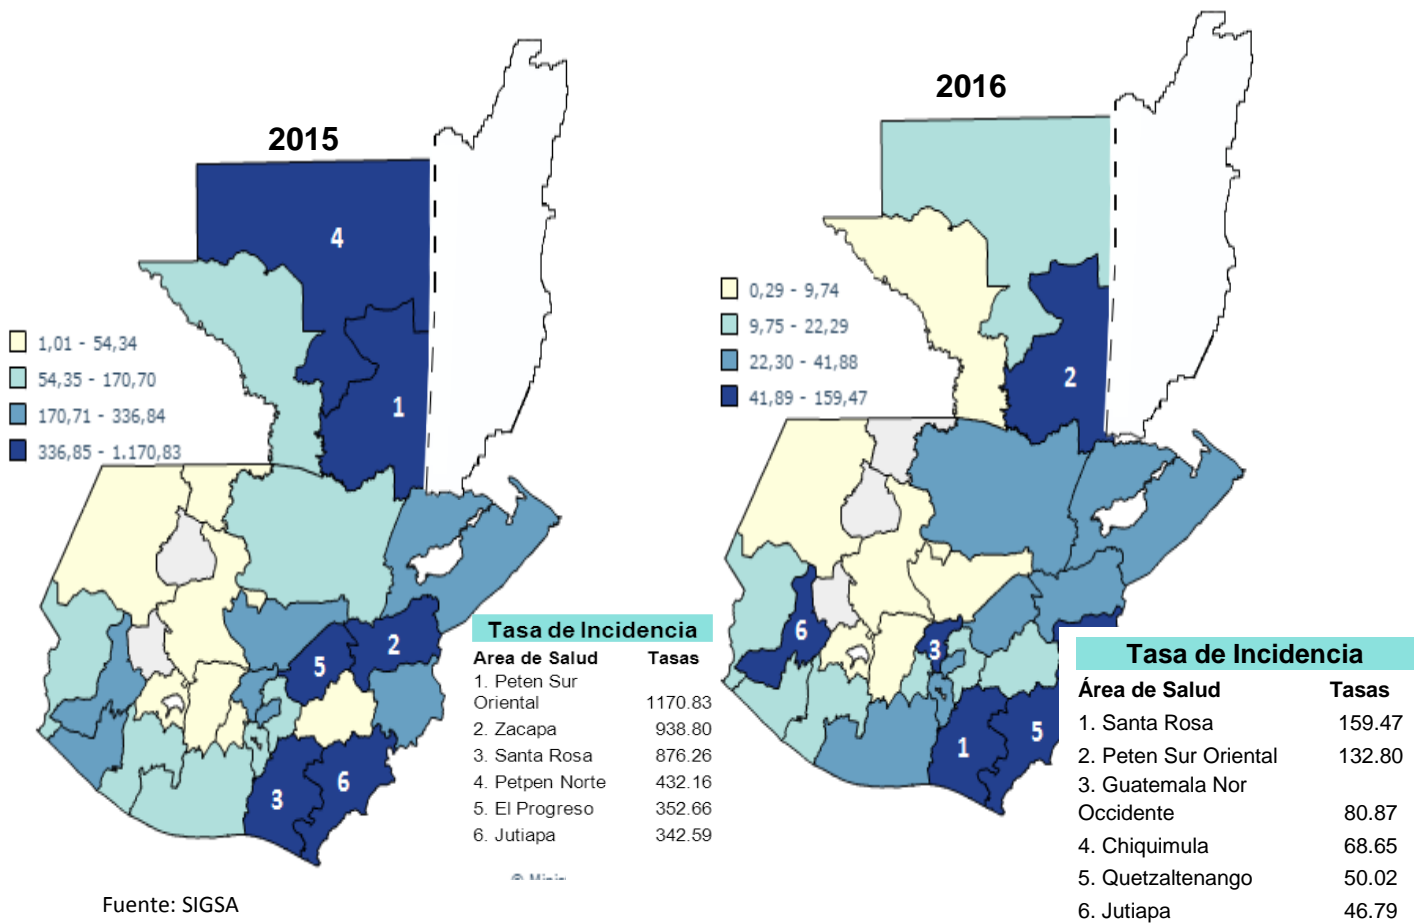 2015
4
1
1,01 - 54,34
54,35 - 170,70
170,71 - 336,84
336,85 - 1.170,83
2
5
3
6
Tasa de Incidencia
Area de Salud Tasas
1. Peten Sur
Oriental 1170.83
2. Zacapa 938.80
3. Santa Rosa 876.26
4. Petpen Norte 432.16
5. El Progreso 352.66
6. Jutiapa 342.59
Fuente: SIGSA
2016
0,29 - 9,74
9,75 - 22,29
22,30 - 41,88
41,89 - 159,47
2
6
3
1
5
Tasa de Incidencia
Área de Salud Tasas
1. Santa Rosa 159.47
2. Peten Sur Oriental 132.80
3. Guatemala Nor
Occidente 80.87
4. Chiquimula 68.65
5. Quetzaltenango 50.02
6. Jutiapa 46.79